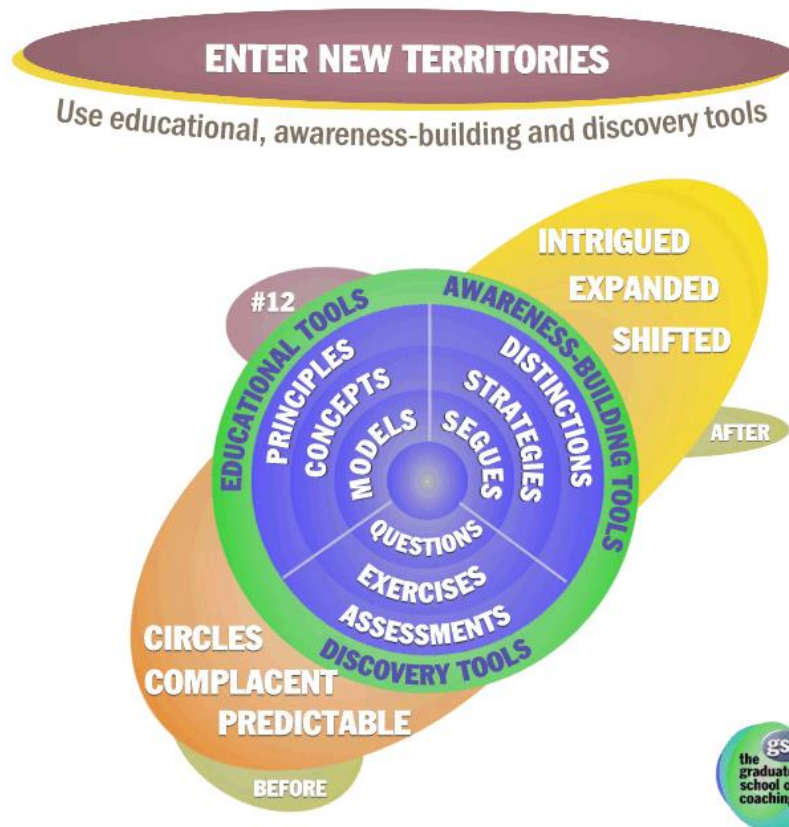 ENTER NEW TERRITORIES
Use educational, awareness-building and discovery tools
#12
INTRIGUED
EXPANDED
SHIFTED
AFTER
EDUCATIONAL TOOLS
PRINCIPLES
CONCEPTS
MODELS
AWARENESS-BUILDING TOOLS
DISTINCTIONS
STRATEGIES
SEGUES
QUESTIONS
EXERCISES
ASSESSMENTS
DISCOVERY TOOLS
CIRCLES
COMPLACENT
PREDICTABLE
BEFORE
the
graduate
school
coaching